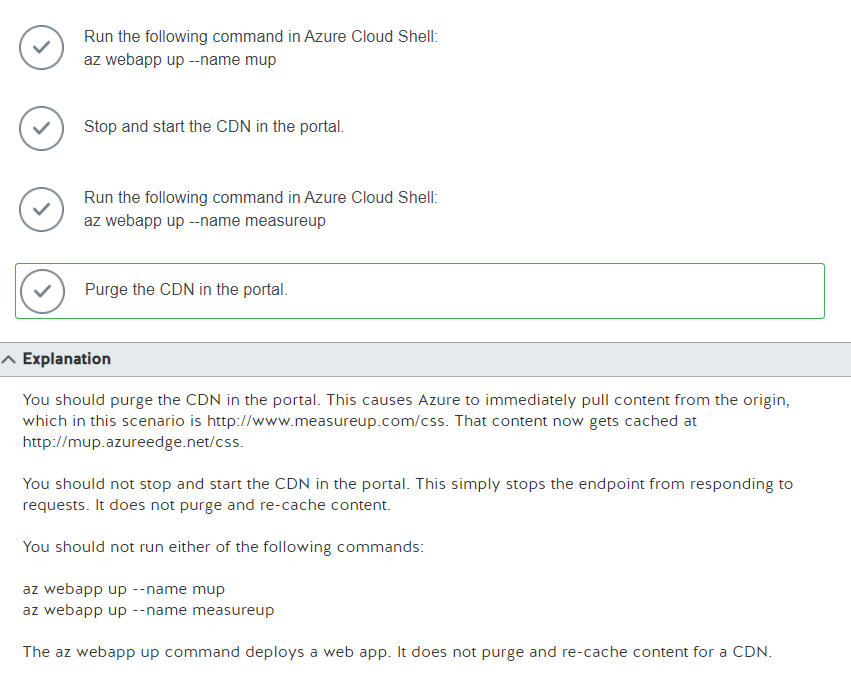 Run the following command in Azure Cloud Shell:
az webapp up --name mup
Stop and start the CDN in the portal.
Run the following command in Azure Cloud Shell:
az webapp up --name measureup
Purge the CDN in the portal.
Explanation
You should purge the CDN in the portal. This causes Azure to immediately pull content from the origin,
which in this scenario is http://www.measureup.com/css. That content now gets cached at
http://mup.azureedge.net/css.
You should not stop and start the CDN in the portal. This simply stops the endpoint from responding to
requests. It does not purge and re-cache content.
You should not run either of the following commands:
az webapp up --name mup
az webapp up --name measureup
The az webapp up command deploys a web app. It does not purge and re-cache content for a CDN.